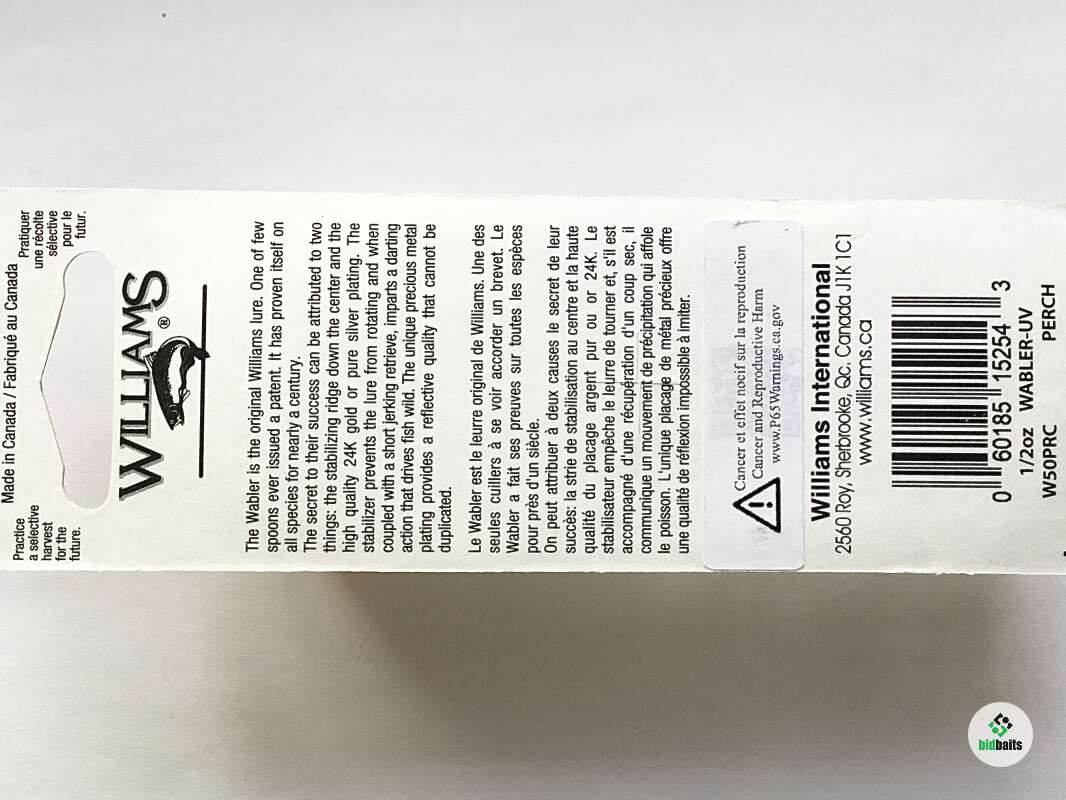 Made in Canada / Fabriqué au Canada
Practice
a selective
harvest
for the
future.
Pratiquer
une récolte
sélective
pour le
futur.
WILLIAMS®
The Wabler is the original Williams lure. One of few
spoons ever issued a patent. It has proven itself on
all species for nearly a century.
The secret to their success can be attributed to two
things: the stabilizing ridge down the center and the
high quality 24K gold or pure silver plating. The
stabilizer prevents the lure from rotating and when
coupled with a short jerking retrieve, imparts a darting
action that drives fish wild. The unique precious metal
plating provides a reflective quality that cannot be
duplicated.
Le Wabler est le leurre original de Williams. Une des
seules cuillers à se voir accorder un brevet. Le
Wabler a fait ses preuves sur toutes les espèces
pour près d'un siècle.
On peut attribuer à deux causes le secret de leur
succès: la strie de stabilisation au centre et la haute
qualité du placage argent pur ou or 24K. Le
stabilisateur empêche le leurre de tourner et, s'il est
accompagné d'une récupération d'un coup sec, il
communique un mouvement de précipitation qui affole
le poisson. L'unique placage de métal précieux offre
une qualité de réflexion impossible à imiter.
Cancer et effet nocif sur la reproduction
Cancer and Reproductive Harm
www.P65Warnings.ca.gov
Williams International
2560 Roy, Sherbrooke, Qc. Canada J1K 1C1
www.williams.ca
0 60185 15254 3
1/2oz WABLER-UV
W50PRC PERCH
bidbaits